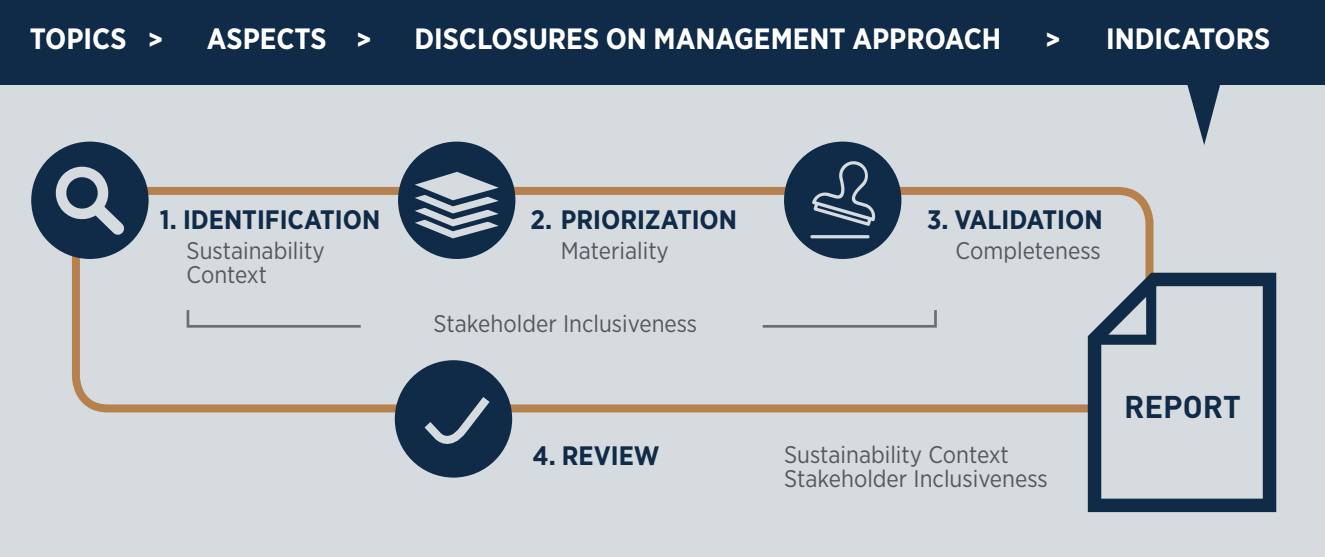 TOPICS > ASPECTS > DISCLOSURES ON MANAGEMENT APPROACH > INDICATORS
1. IDENTIFICATION
Sustainability
Context
2. PRIORIZATION
Materiality
3. VALIDATION
Completeness
Stakeholder Inclusiveness
REPORT
4. REVIEW
Sustainability Context
Stakeholder Inclusiveness